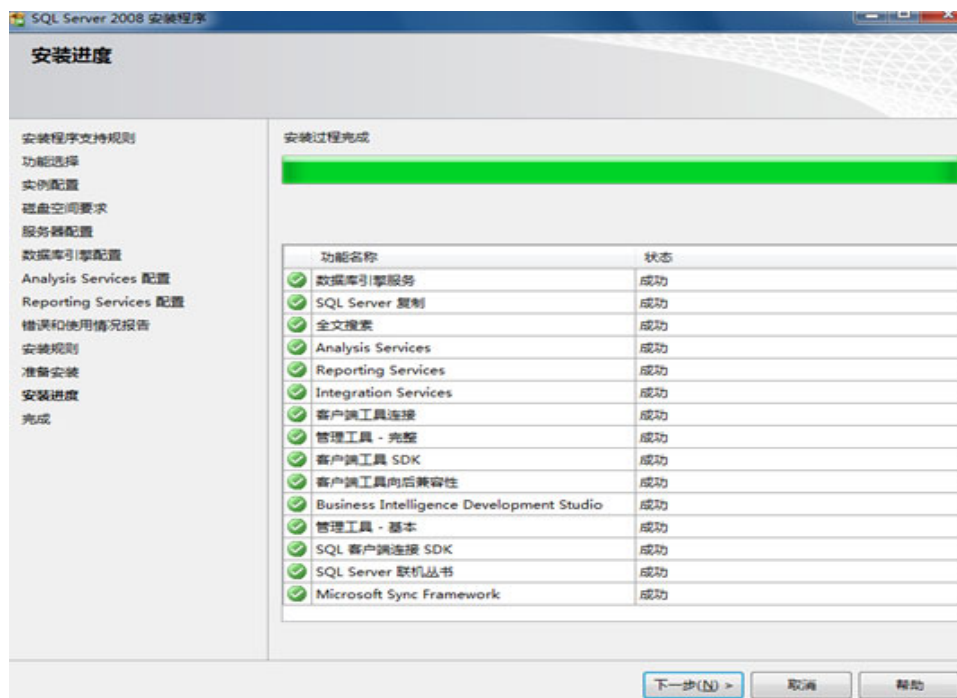 SQL Server 2008 安装程序
安装进度
安装程序支持规则
功能选择
实例配置
磁盘空间要求
服务器配置
数据库引擎配置
Analysis Services 配置
Reporting Services 配置
错误和使用情况报告
安装规则
准备安装
安装进度
完成
安装过程完成
功能名称 状态
数据库引擎服务 成功
SQL Server 复制 成功
全文搜索 成功
Analysis Services 成功
Reporting Services 成功
Integration Services 成功
客户端工具连接 成功
管理工具 - 完整 成功
客户端工具 SDK 成功
客户端工具向后兼容性 成功
Business Intelligence Development Studio 成功
管理工具 - 基本 成功
SQL 客户端连接 SDK 成功
SQL Server 联机丛书 成功
Microsoft Sync Framework 成功
下一步(N) > 取消 帮助